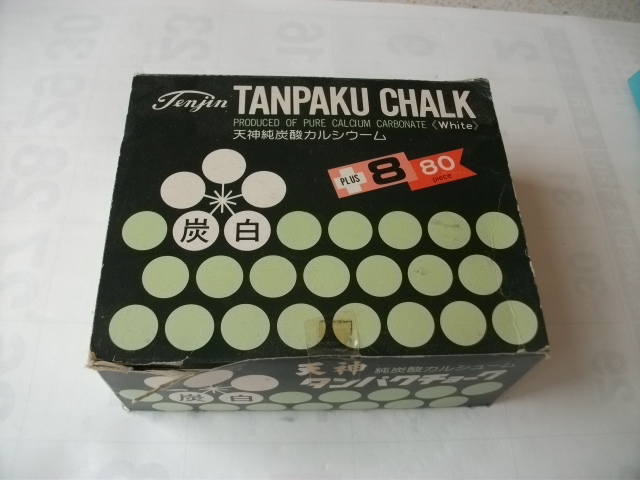 Tenjin TANPAKU CHALK
PRODUCED OF PURE CALCIUM CARBONATE《White》
天神純炭酸カルシウーム
PLUS 8 80 piece
炭 白
天神 純炭酸カルシューム
タンパクチョーク
炭 白